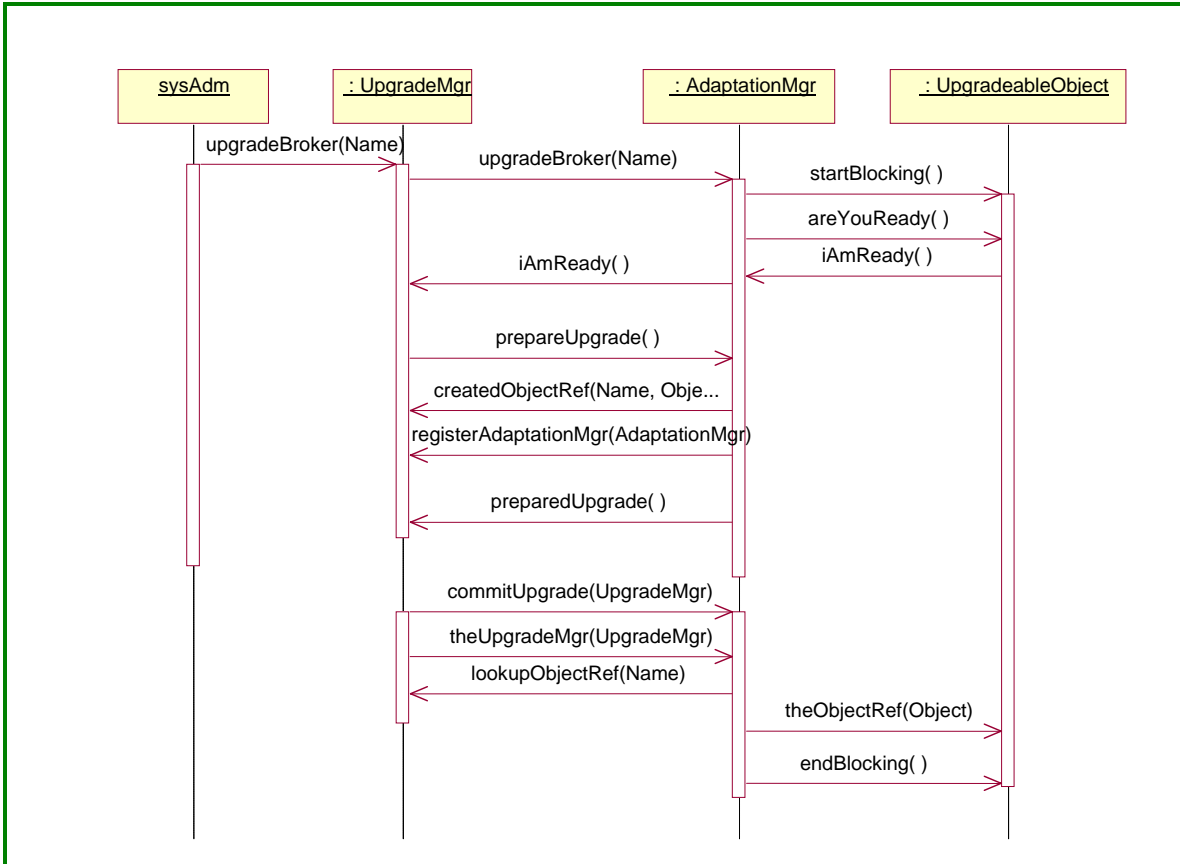 sysAdm
: UpgradeMgr
: AdaptationMgr
: UpgradeableObject
upgradeBroker(Name)
upgradeBroker(Name)
startBlocking( )
areYouReady( )
iAmReady( )
iAmReady( )
prepareUpgrade( )
createdObjectRef(Name, Obje...
registerAdaptationMgr(AdaptationMgr)
preparedUpgrade( )
commitUpgrade(UpgradeMgr)
theUpgradeMgr(UpgradeMgr)
lookupObjectRef(Name)
theObjectRef(Object)
endBlocking( )